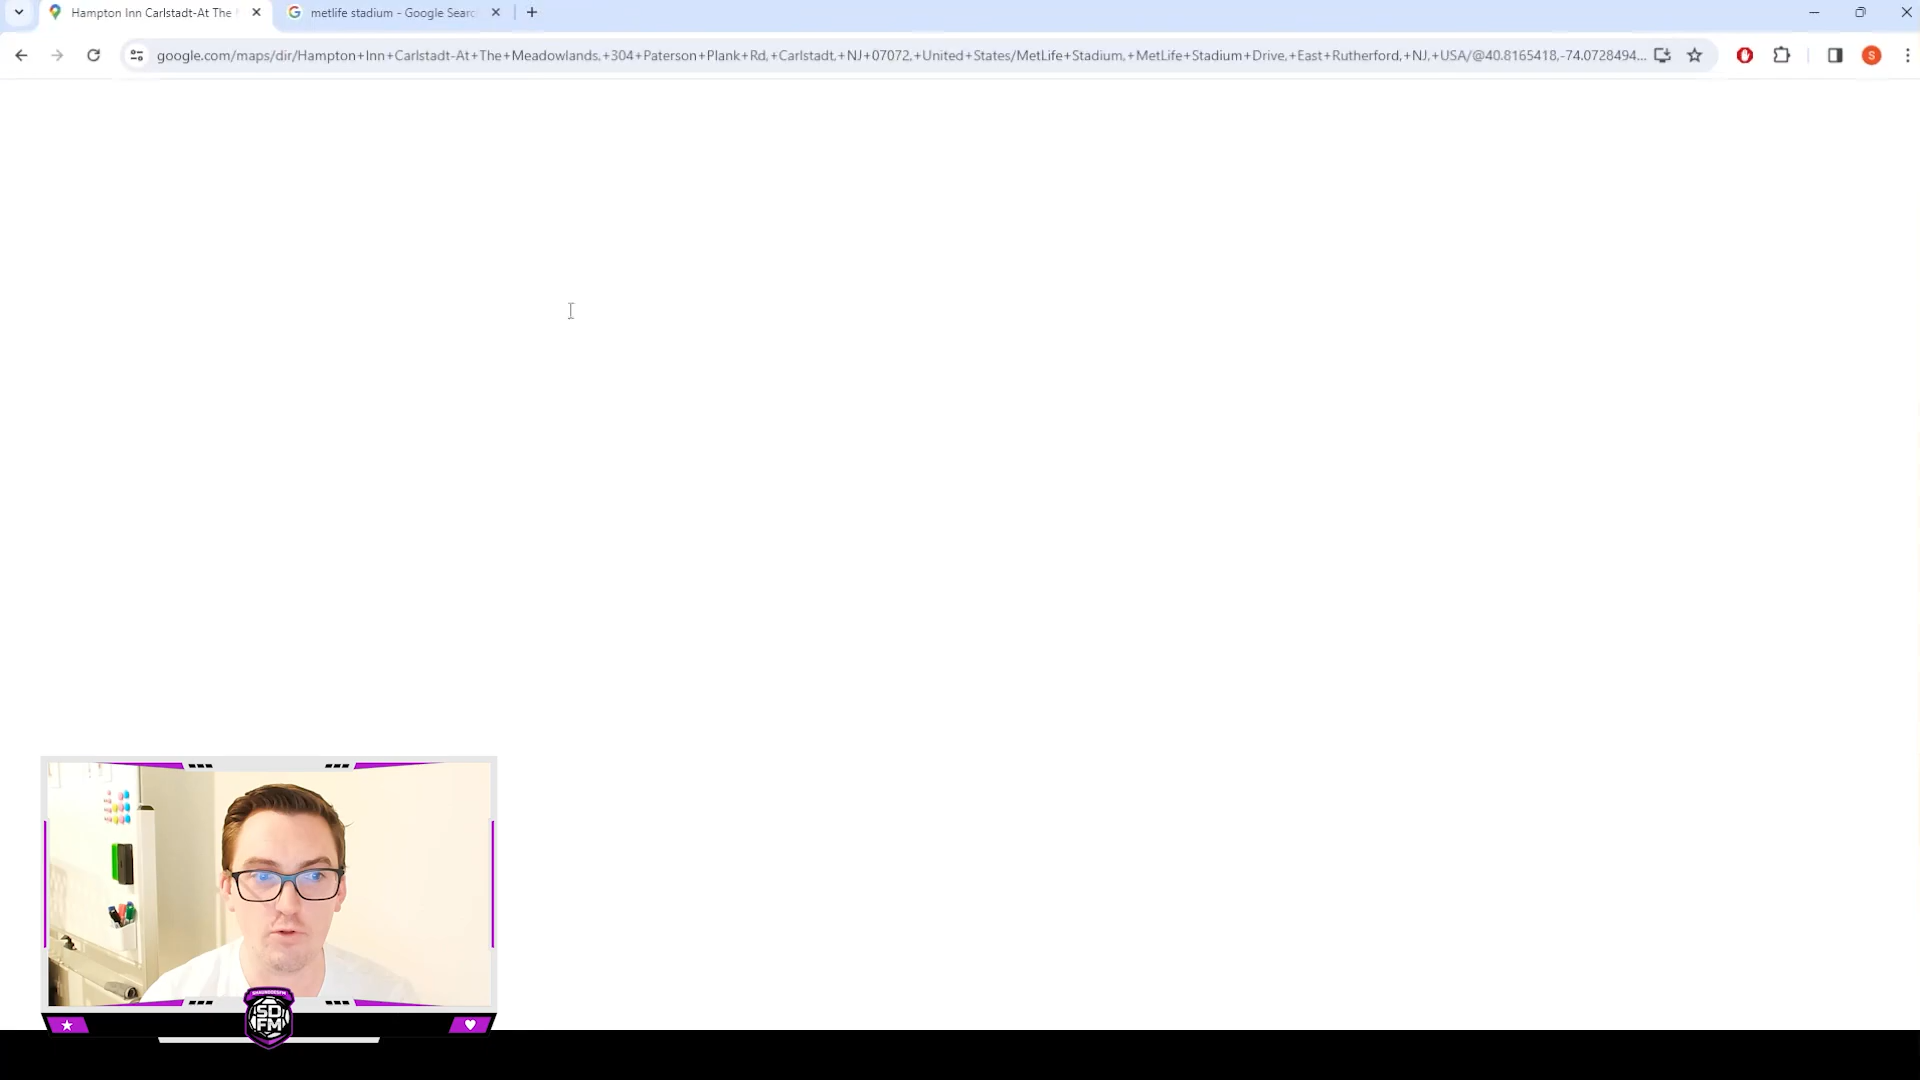 Hampton Inn Carlstadt-At The
metlife stadium - Google Searc
google.com/maps/dir/Hampton+Inn+Carlstadt-At+The+Meadowlands,+304+Paterson+Plank+Rd,+Carlstadt,+NJ+07072,+United+States/MetLife+Stadium,+MetLife+Stadium+Drive,+East+Rutherford,+NJ,+USA/@40.8165418,-74.0728494...
S
SD
FM